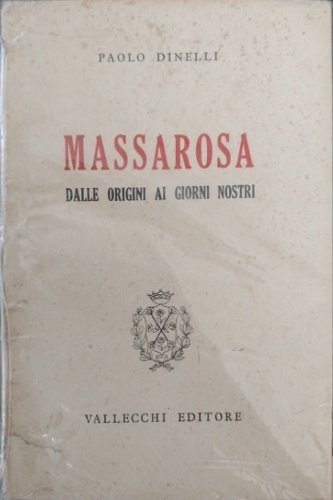 PAOLO DINELLI
MASSAROSA
DALLE ORIGINI AI GIORNI NOSTRI
VALLECCHI EDITORE